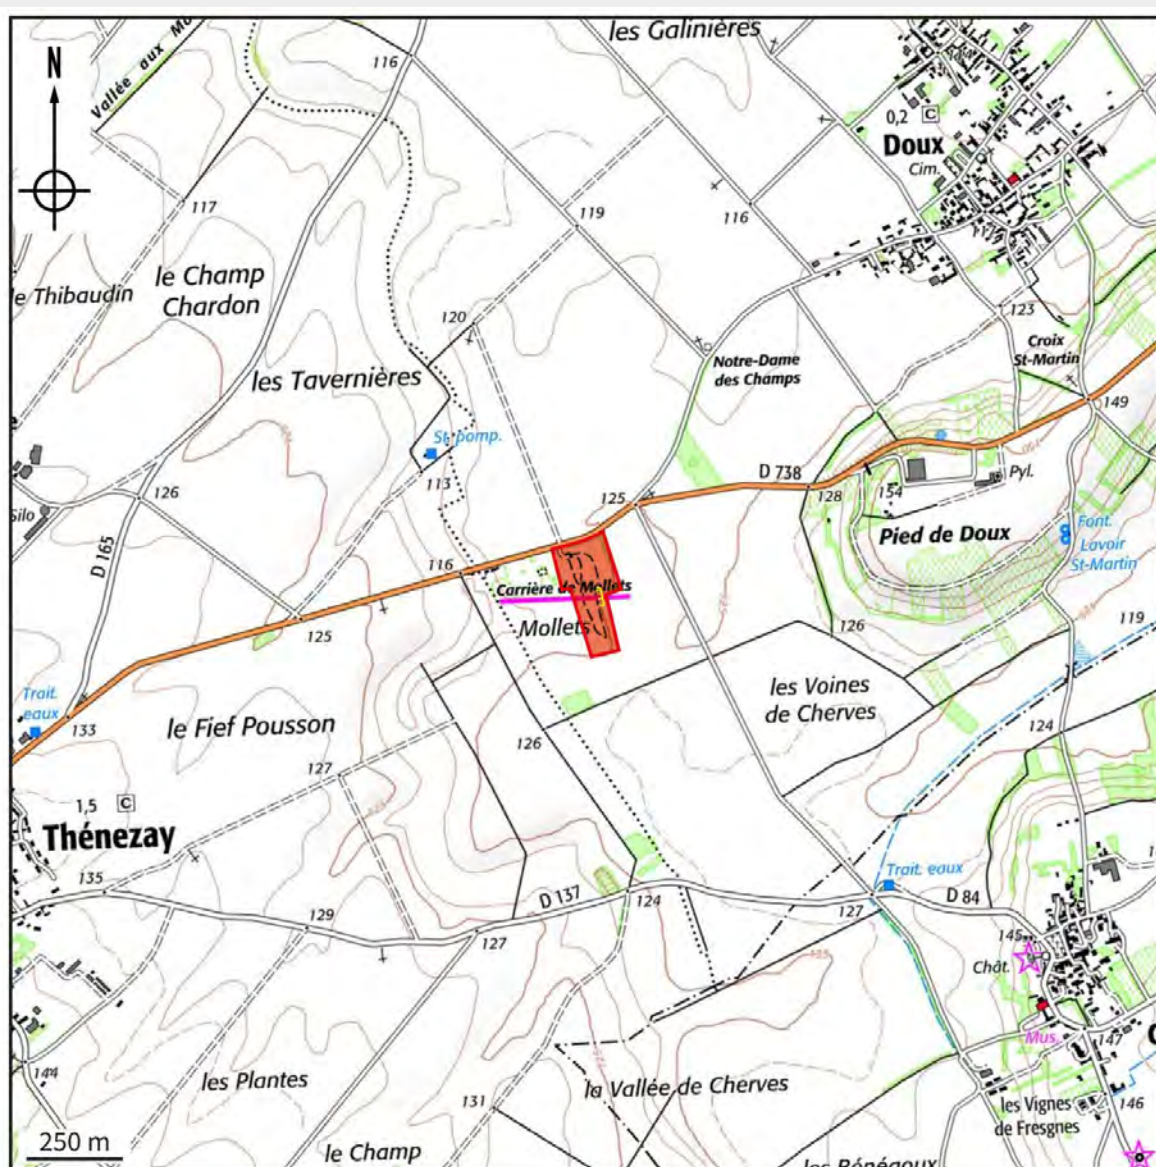 les Galinières
Vallée aux
116
N
0,2 C
Doux
Cim.
117
119
116
117
le Champ
Chardon
le Thibaudin
120
123
Croix
St-Martin
Notre-Dame
des Champs
les Tavernières
149
St. pomp.
113
D 738
125
128
154
Pyl.
126
Silo
Pied de Doux
Font.
Lavoir
St-Martin
D 165
116
Carrière de Mollets
Mollets
125
126
119
les Voines
de Cherves
Trait.
eaux
133
le Fief Pousson
126
124
127
1,5 C
Thénezay
135
Trait. eaux
D 137
124
127
D 84
129
127
145
Chât.
125
Mus.
147
144
les Plantes
la Vallée de Cherves
131
les Vignes
de Fresgnes
146
250 m
le Champ
les Bénégoux